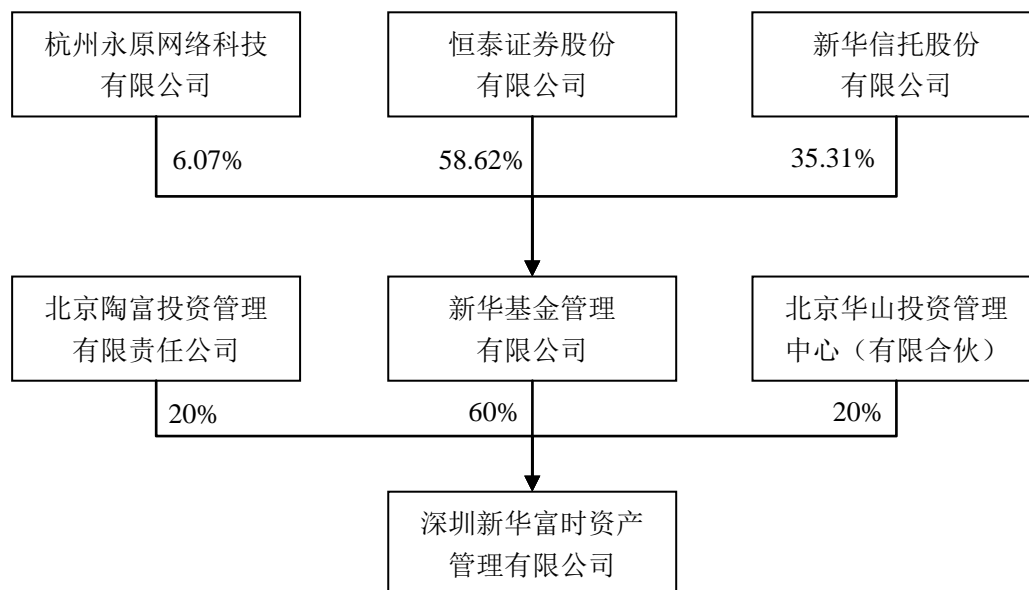 杭州永原网络科技
有限公司
恒泰证券股份
有限公司
新华信托股份
有限公司
6.07%
58.62%
35.31%
北京陶富投资管理
有限责任公司
新华基金管理
有限公司
北京华山投资管理
中心（有限合伙）
20%
60%
20%
深圳新华富时资产
管理有限公司